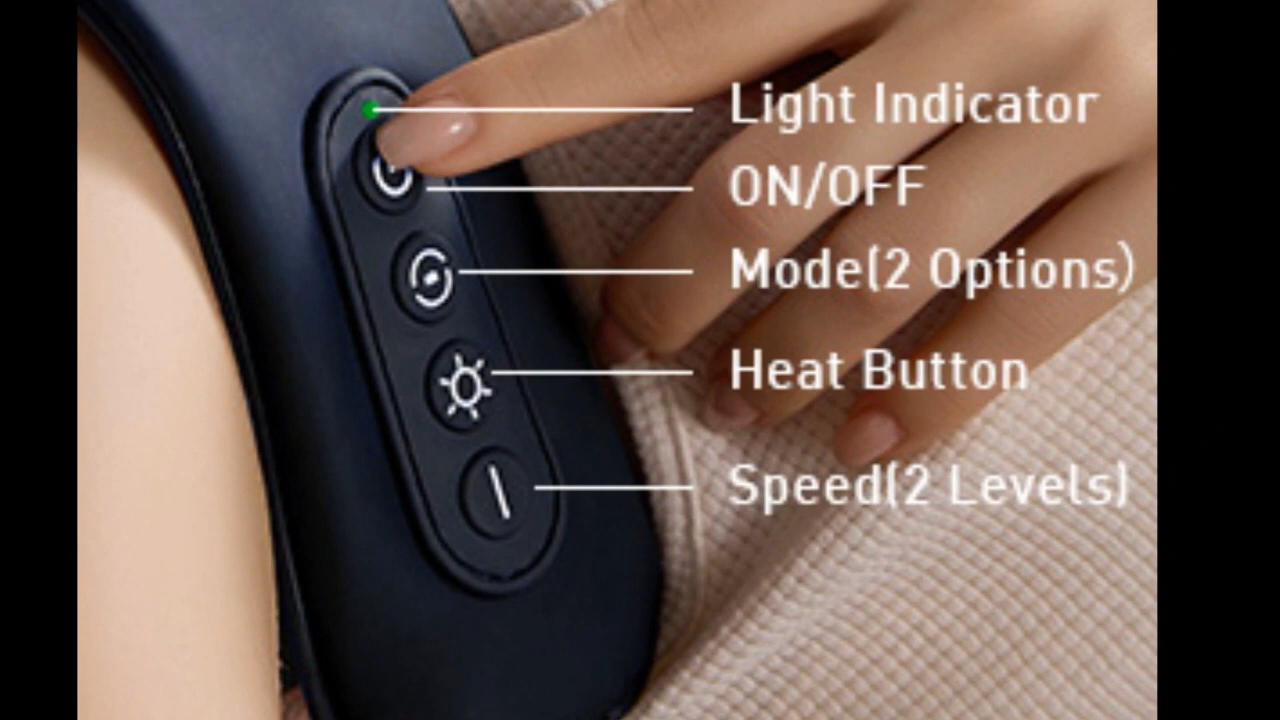 Light Indicator
ON/OFF
Mode(2 Options)
Heat Button
Speed(2 Levels)